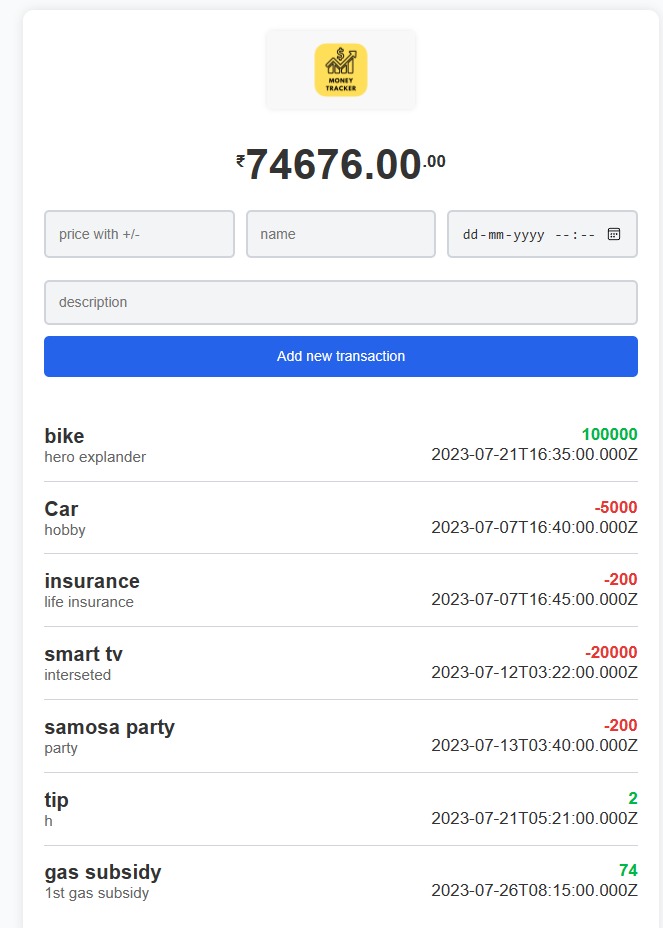 $
MONEY
TRACKER
₹74676.00.00
price with +/-
name
dd-mm-yyyy --:--
description
Add new transaction
bike 100000
hero explander 2023-07-21T16:35:00.000Z
Car -5000
hobby 2023-07-07T16:40:00.000Z
insurance -200
life insurance 2023-07-07T16:45:00.000Z
smart tv -20000
interseted 2023-07-12T03:22:00.000Z
samosa party -200
party 2023-07-13T03:40:00.000Z
tip 2
h 2023-07-21T05:21:00.000Z
gas subsidy 74
1st gas subsidy 2023-07-26T08:15:00.000Z